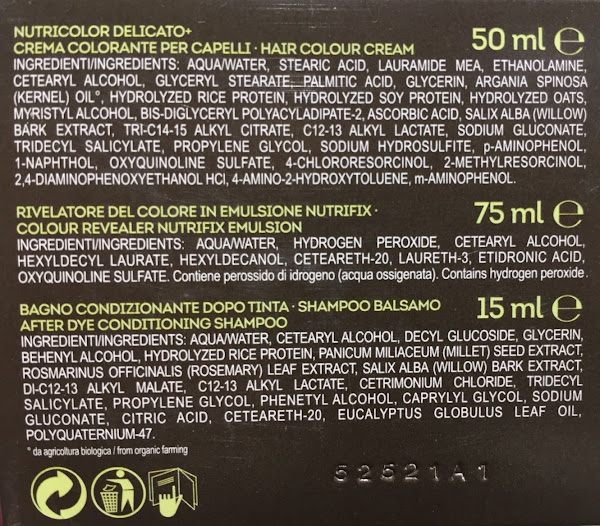 NUTRICOLOR DELICATO+
CREMA COLORANTE PER CAPELLI · HAIR COLOUR CREAM 50 ml ℮
INGREDIENTI/INGREDIENTS: AQUA/WATER, STEARIC ACID, LAURAMIDE MEA, ETHANOLAMINE,
CETEARYL ALCOHOL, GLYCERYL STEARATE, PALMITIC ACID, GLYCERIN, ARGANIA SPINOSA
(KERNEL) OIL°, HYDROLYZED RICE PROTEIN, HYDROLYZED SOY PROTEIN, HYDROLYZED OATS,
MYRISTYL ALCOHOL, BIS-DIGLYCERYL POLYACYLADIPATE-2, ASCORBIC ACID, SALIX ALBA (WILLOW)
BARK EXTRACT, TRI-C14-15 ALKYL CITRATE, C12-13 ALKYL LACTATE, SODIUM GLUCONATE,
TRIDECYL SALICYLATE, PROPYLENE GLYCOL, SODIUM HYDROSULFITE, p-AMINOPHENOL,
1-NAPHTHOL, OXYQUINOLINE SULFATE, 4-CHLORORESORCINOL, 2-METHYLRESORCINOL,
2,4-DIAMINOPHENOXYETHANOL HCl, 4-AMINO-2-HYDROXYTOLUENE, m-AMINOPHENOL.
RIVELATORE DEL COLORE IN EMULSIONE NUTRIFIX · 75 ml ℮
COLOUR REVEALER NUTRIFIX EMULSION
INGREDIENTI/INGREDIENTS: AQUA/WATER, HYDROGEN PEROXIDE, CETEARYL ALCOHOL,
HEXYLDECYL LAURATE, HEXYLDECANOL, CETEARETH-20, LAURETH-3, ETIDRONIC ACID,
OXYQUINOLINE SULFATE. Contiene perossido di idrogeno (acqua ossigenata). Contains hydrogen peroxide.
BAGNO CONDIZIONANTE DOPO TINTA · SHAMPOO BALSAMO 15 ml ℮
AFTER DYE CONDITIONING SHAMPOO
INGREDIENTI/INGREDIENTS: AQUA/WATER, CETEARYL ALCOHOL, DECYL GLUCOSIDE, GLYCERIN,
BEHENYL ALCOHOL, HYDROLYZED RICE PROTEIN, PANICUM MILIACEUM (MILLET) SEED EXTRACT,
ROSMARINUS OFFICINALIS (ROSEMARY) LEAF EXTRACT, SALIX ALBA (WILLOW) BARK EXTRACT,
DI-C12-13 ALKYL MALATE, C12-13 ALKYL LACTATE, CETRIMONIUM CHLORIDE, TRIDECYL
SALICYLATE, PROPYLENE GLYCOL, PHENETYL ALCOHOL, CAPRYLYL GLYCOL, SODIUM
GLUCONATE, CITRIC ACID, CETEARETH-20, EUCALYPTUS GLOBULUS LEAF OIL,
POLYQUATERNIUM-47.
° da agricoltura biologica / from organic farming
52521A1